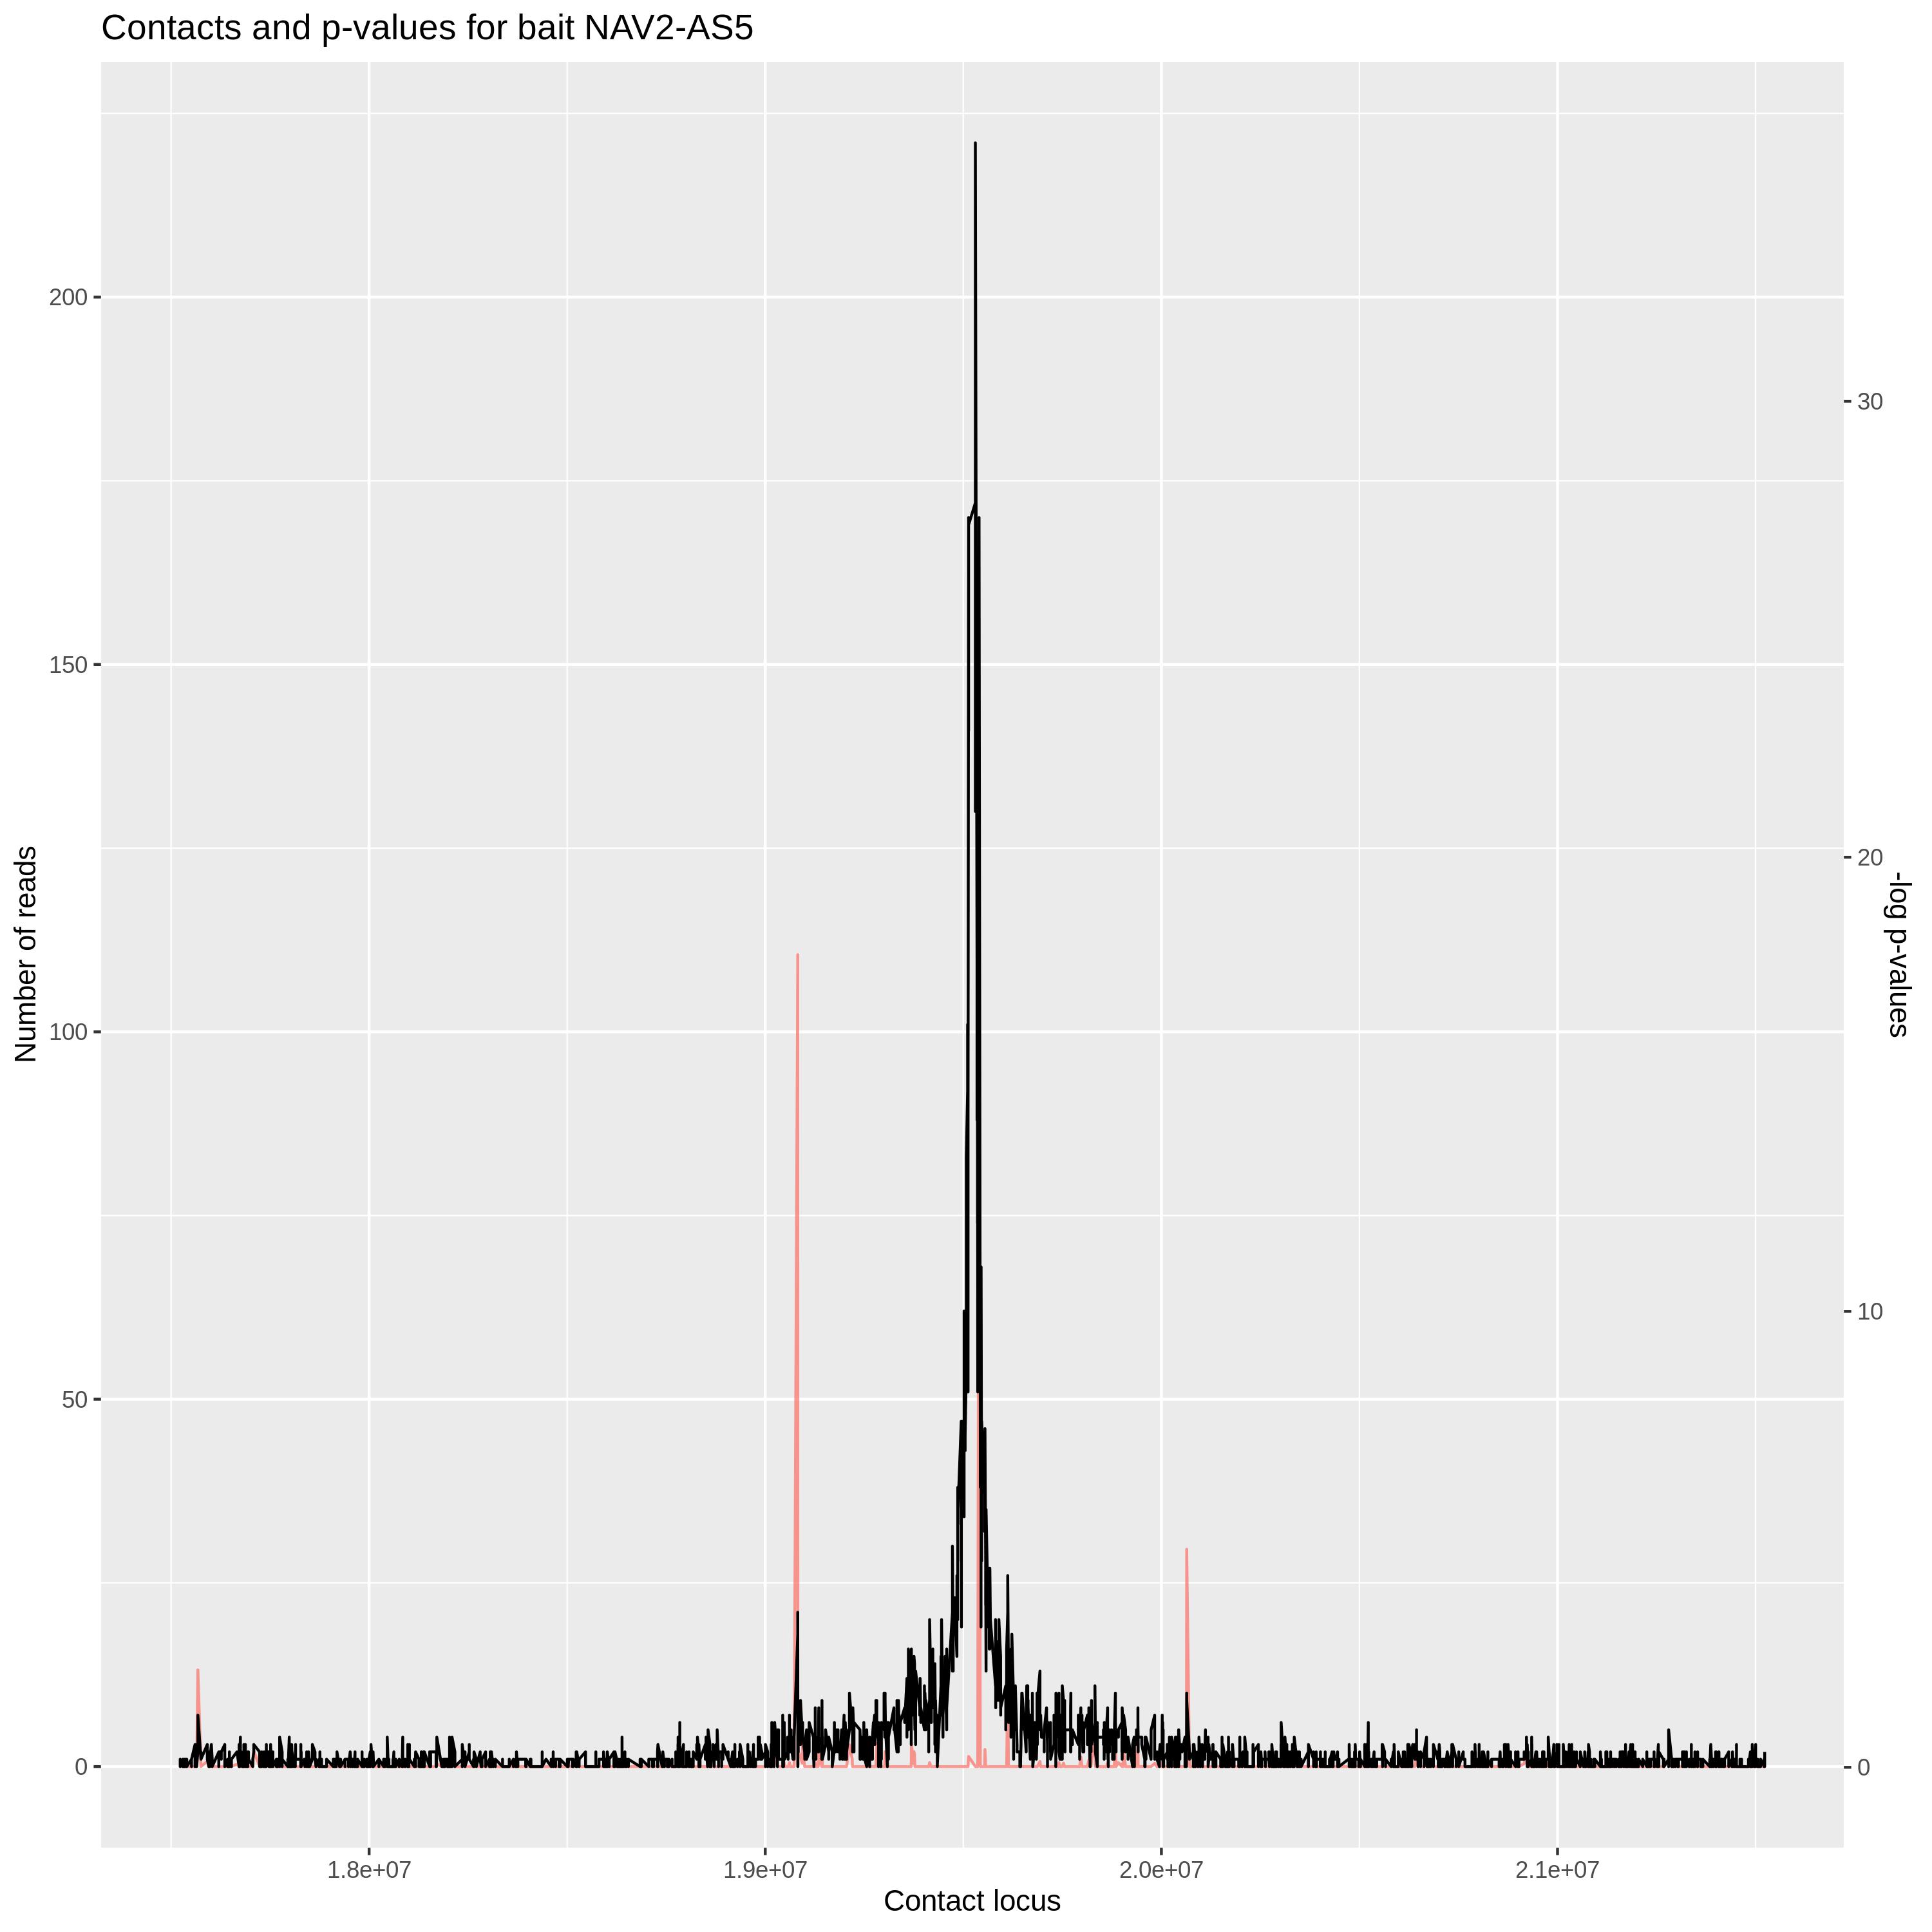 Contacts and p-values for bait NAV2-AS5
200
150
100
50
0
Number of reads
30
20
10
0
-log p-values
1.8e+07
1.9e+07
2.0e+07
2.1e+07
Contact locus